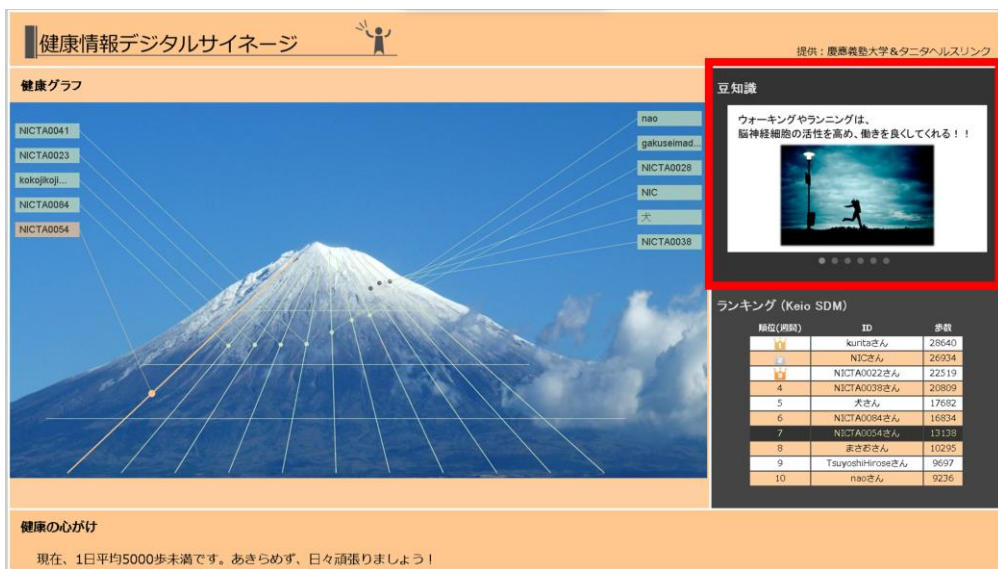 健康情報デジタルサイネージ
提供：慶應義塾大学＆タニタヘルスリンク
健康グラフ
NICTA0041
NICTA0023
kokojikoji...
NICTA0084
NICTA0054
nao
gakuseimad...
NICTA0028
NIC
犬
NICTA0038
豆知識
ウォーキングやランニングは、
脳神経細胞の活性を高め、働きを良くしてくれる！！
ランキング（Keio SDM）
順位(週間) ID 歩数
1 kuritaさん 28640
NICさん 26934
NICTA0022さん 22519
4 NICTA0038さん 20809
5 犬さん 17682
6 NICTA0084さん 16834
7 NICTA0054さん 13138
8 まさおさん 10295
9 TsuyoshiHiroseさん 9697
10 naoさん 9236
健康の心がけ
現在、1日平均5000歩未満です。あきらめず、日々頑張りましょう！